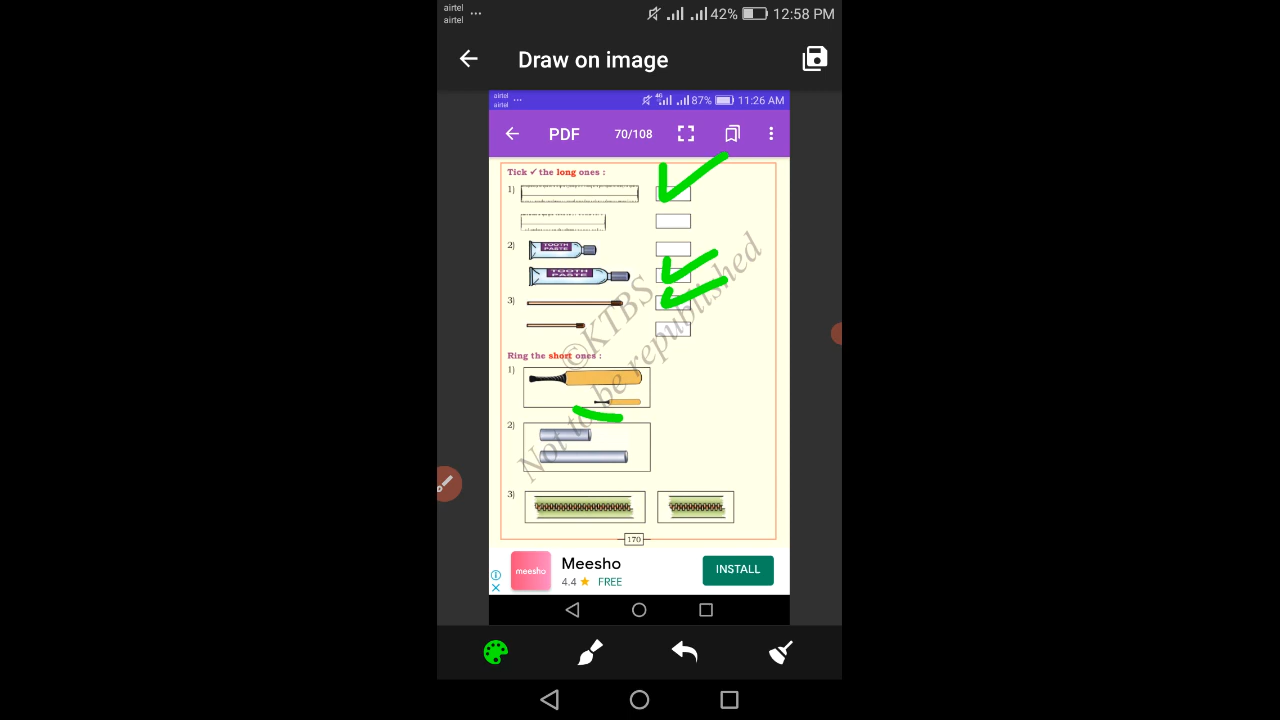 airtel ...
airtel
42% 12:58 PM
Draw on image
airtel ...
airtel
4G 87% 11:26 AM
PDF 70/108
Tick ✓ the long ones :
1)
2)
TOOTH
PASTE
TOOTH
PASTE
3)
Ring the short ones :
1)
2)
3)
©KTBS
Not to be republished
170
meesho
Meesho
4.4 ★ FREE
INSTALL